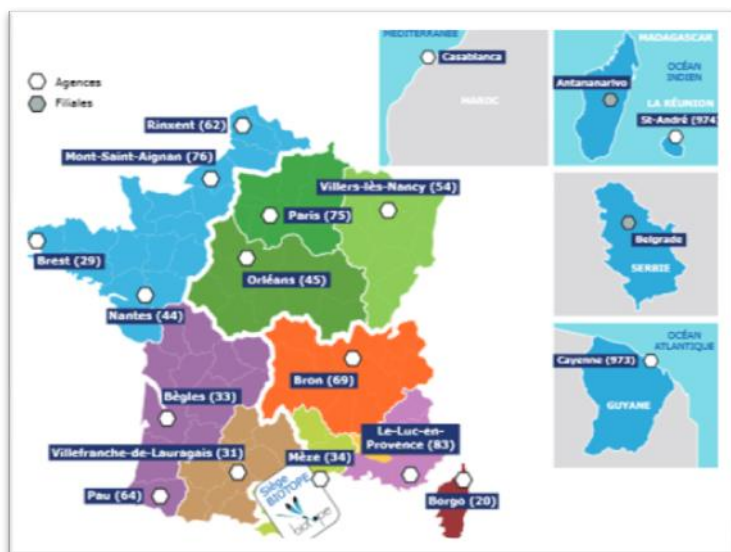 Agences
Filiales
Rinxent (62)
Mont-Saint-Aignan (76)
Villers-lès-Nancy (54)
Paris (75)
Brest (29)
Orléans (45)
Nantes (44)
Bron (69)
Bègles (33)
Le-Luc-en-
Provence (83)
Villefranche-de-Lauragais (31)
Mèze (34)
Pau (64)
Siège
BIOTOPE
biotope
Borgo (20)
MÉDITERRANÉE
Casablanca
MAROC
MADAGASCAR
OCÉAN
INDIEN
Antananarivo
LA RÉUNION
St-André (974)
Belgrade
SERBIE
OCÉAN
ATLANTIQUE
Cayenne (973)
GUYANE